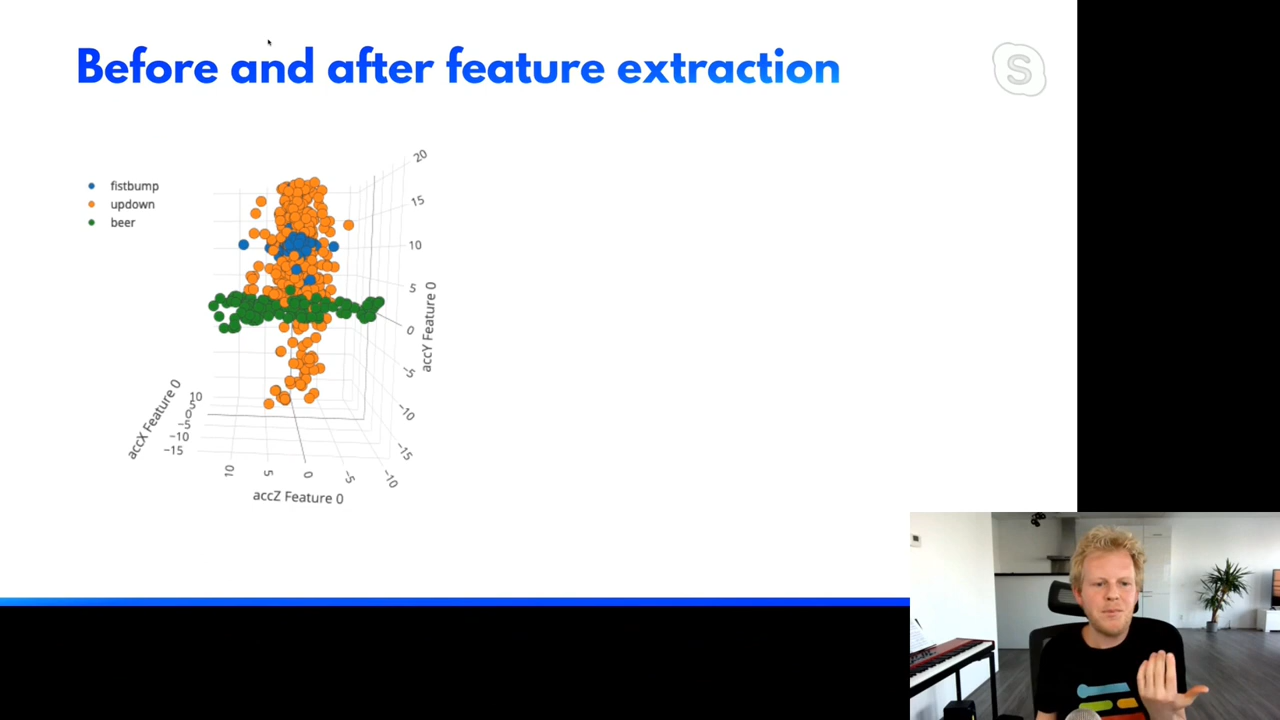 Before and after feature extraction
S
fistbump
updown
beer
20
15
10
5
0
-5
-10
-15
accY Feature 0
accX Feature 0
10
5
0
-5
-10
-15
10
5
0
-5
-10
accZ Feature 0